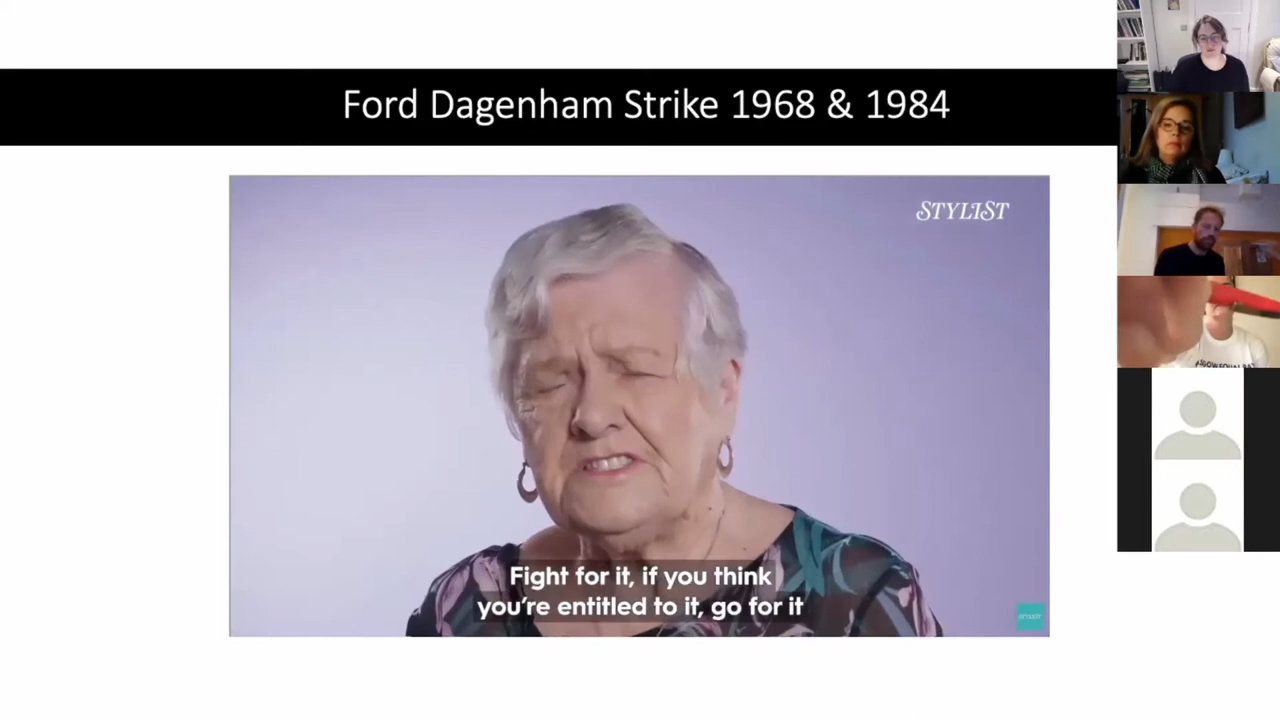 Ford Dagenham Strike 1968 & 1984
STYLIST
Fight for it, if you think
you're entitled to it, go for it
STYLIST